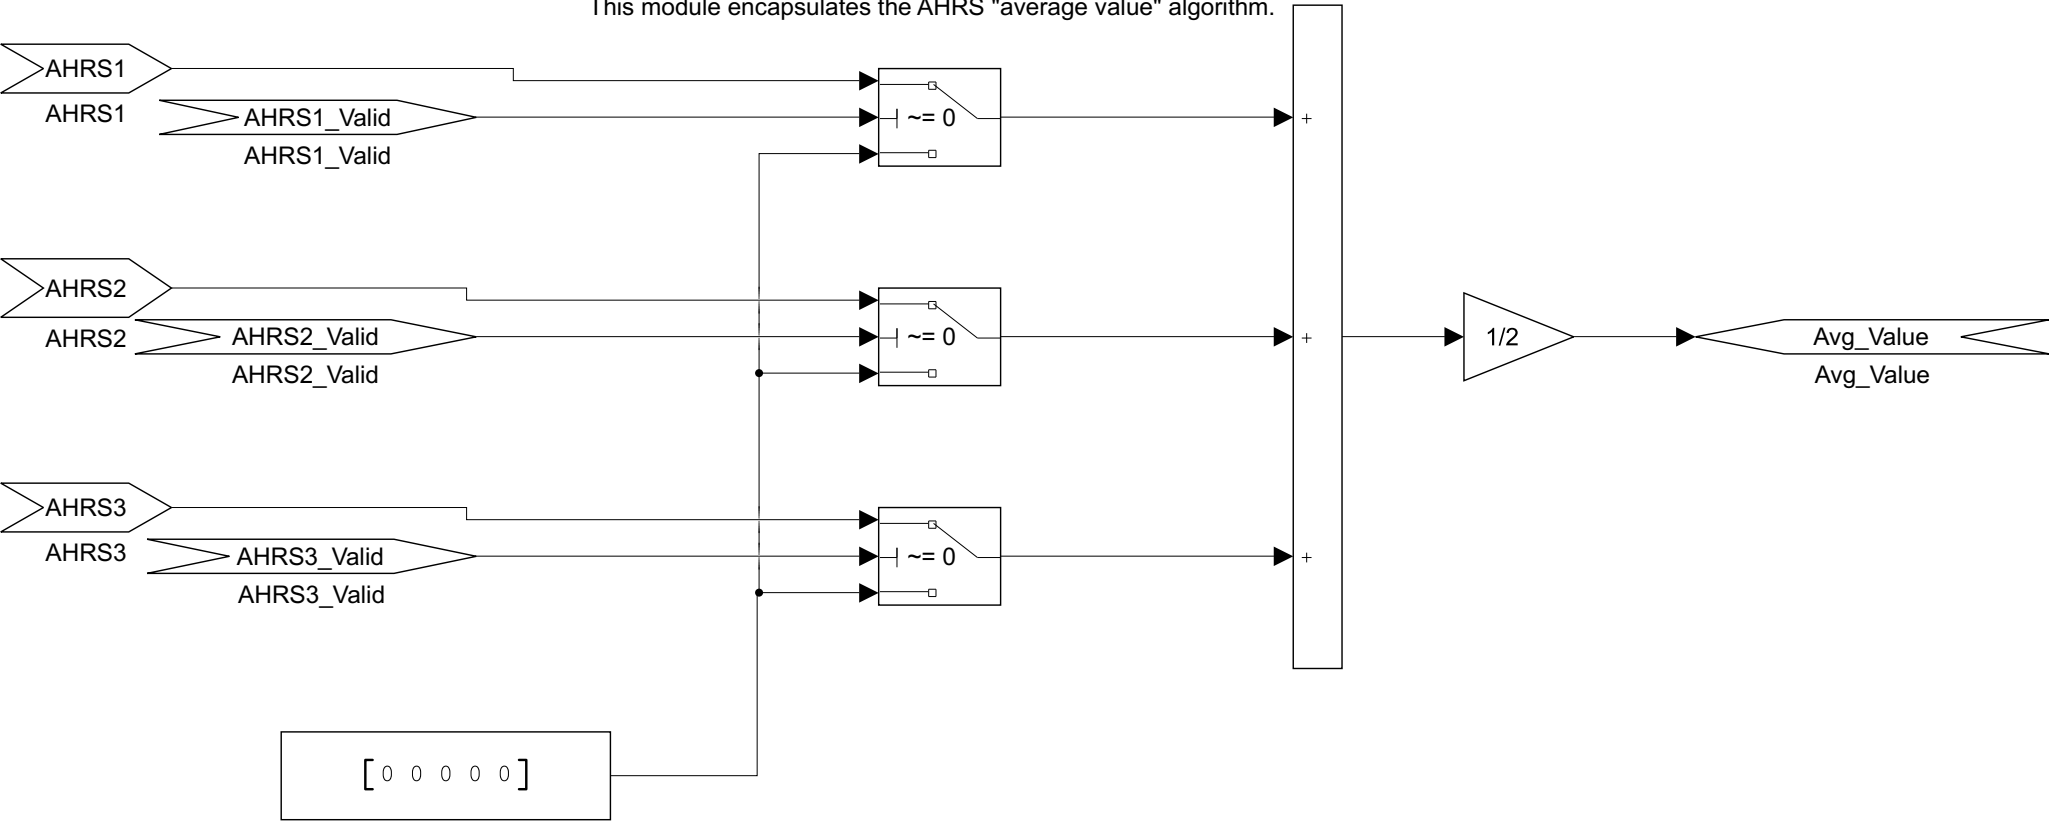 This module encapsulates the AHRS "average value" algorithm.
AHRS1
AHRS1
AHRS1_Valid
AHRS1_Valid
~= 0
+
AHRS2
AHRS2
AHRS2_Valid
AHRS2_Valid
~= 0
+
1/2
Avg_Value
Avg_Value
AHRS3
AHRS3
AHRS3_Valid
AHRS3_Valid
~= 0
+
[0 0 0 0 0]